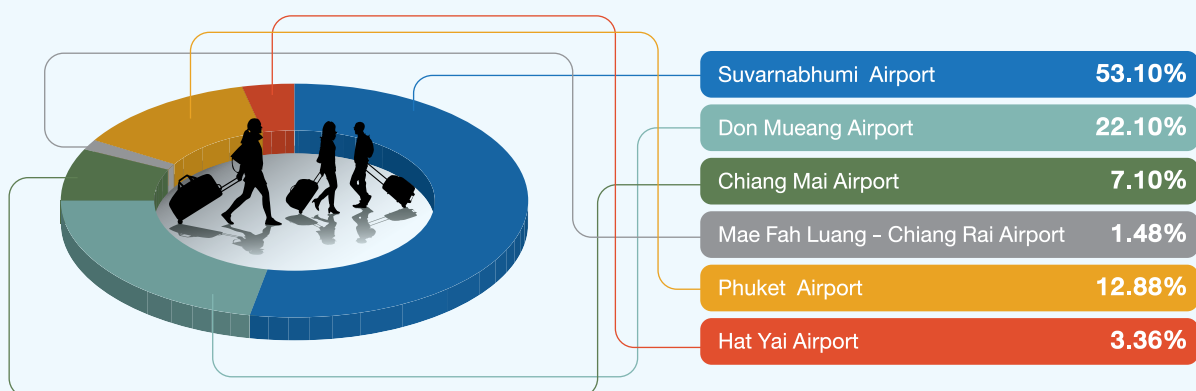 Suvarnabhumi Airport 53.10%
Don Mueang Airport 22.10%
Chiang Mai Airport 7.10%
Mae Fah Luang - Chiang Rai Airport 1.48%
Phuket Airport 12.88%
Hat Yai Airport 3.36%